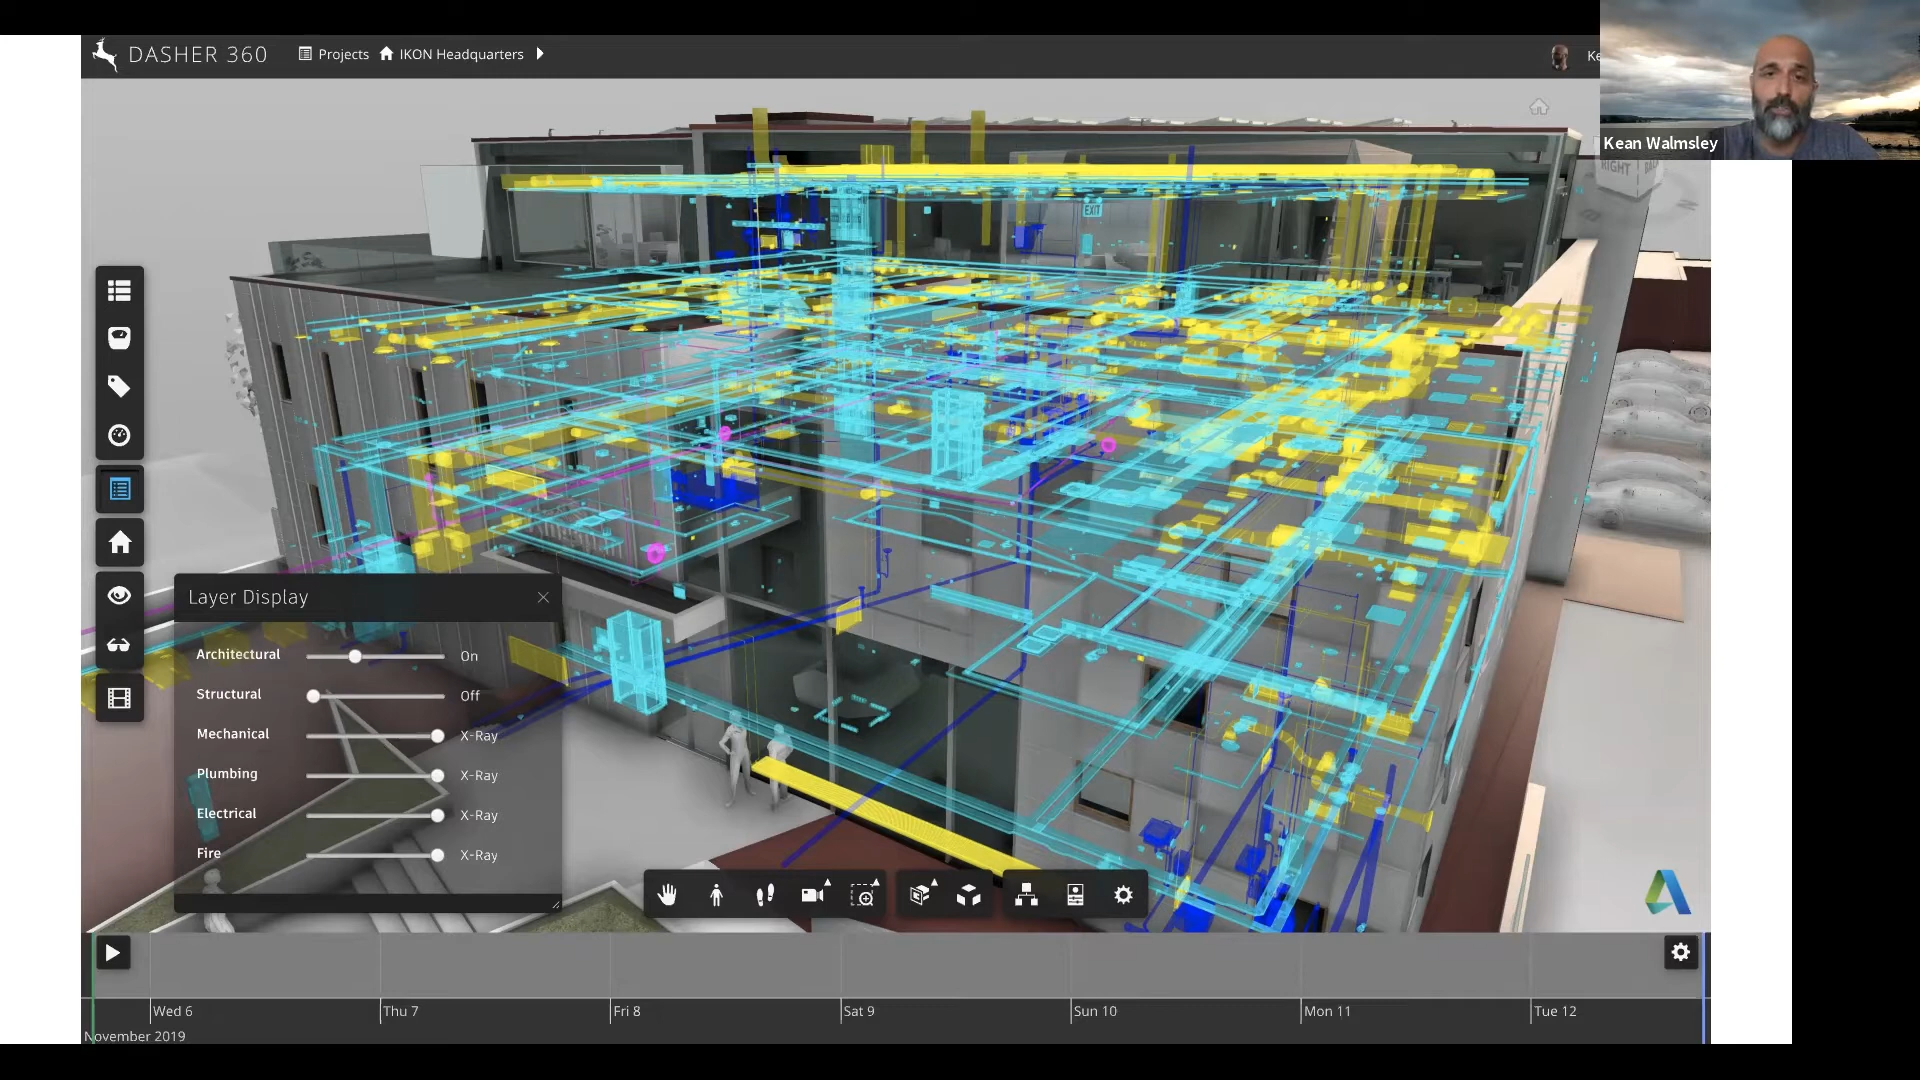 DASHER 360
Projects
IKON Headquarters
Ke
Kean Walmsley
RIGHT
EXIT
Layer Display
Architectural On
Structural Off
Mechanical X-Ray
Plumbing X-Ray
Electrical X-Ray
Fire X-Ray
Wed 6
Thu 7
Fri 8
Sat 9
Sun 10
Mon 11
Tue 12
November 2019